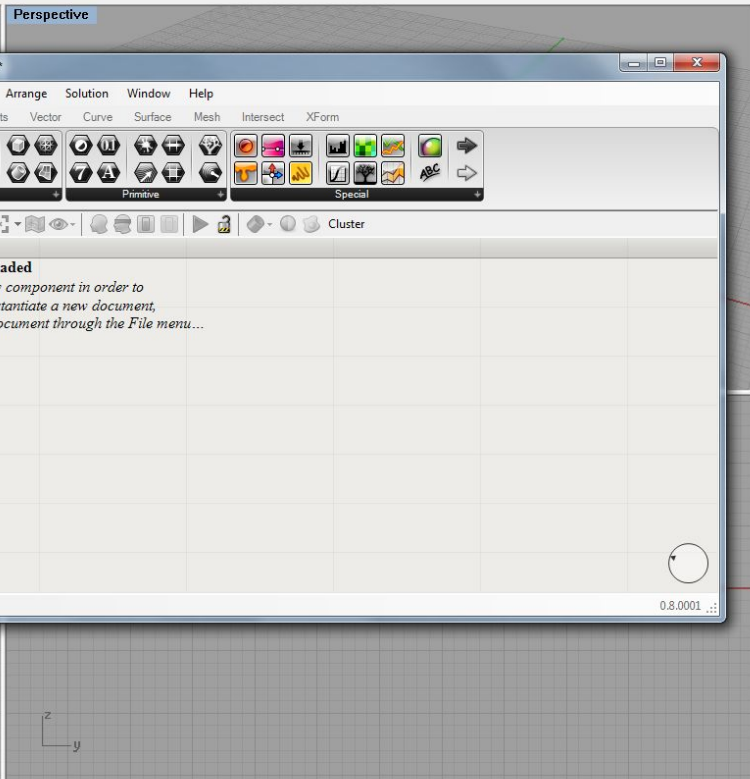 Perspective
Arrange Solution Window Help
ts Vector Curve Surface Mesh Intersect XForm
7 A ABC
Primitive Special
Cluster
aded
component in order to
tantiate a new document,
ocument through the File menu...
0.8.0001
z
y